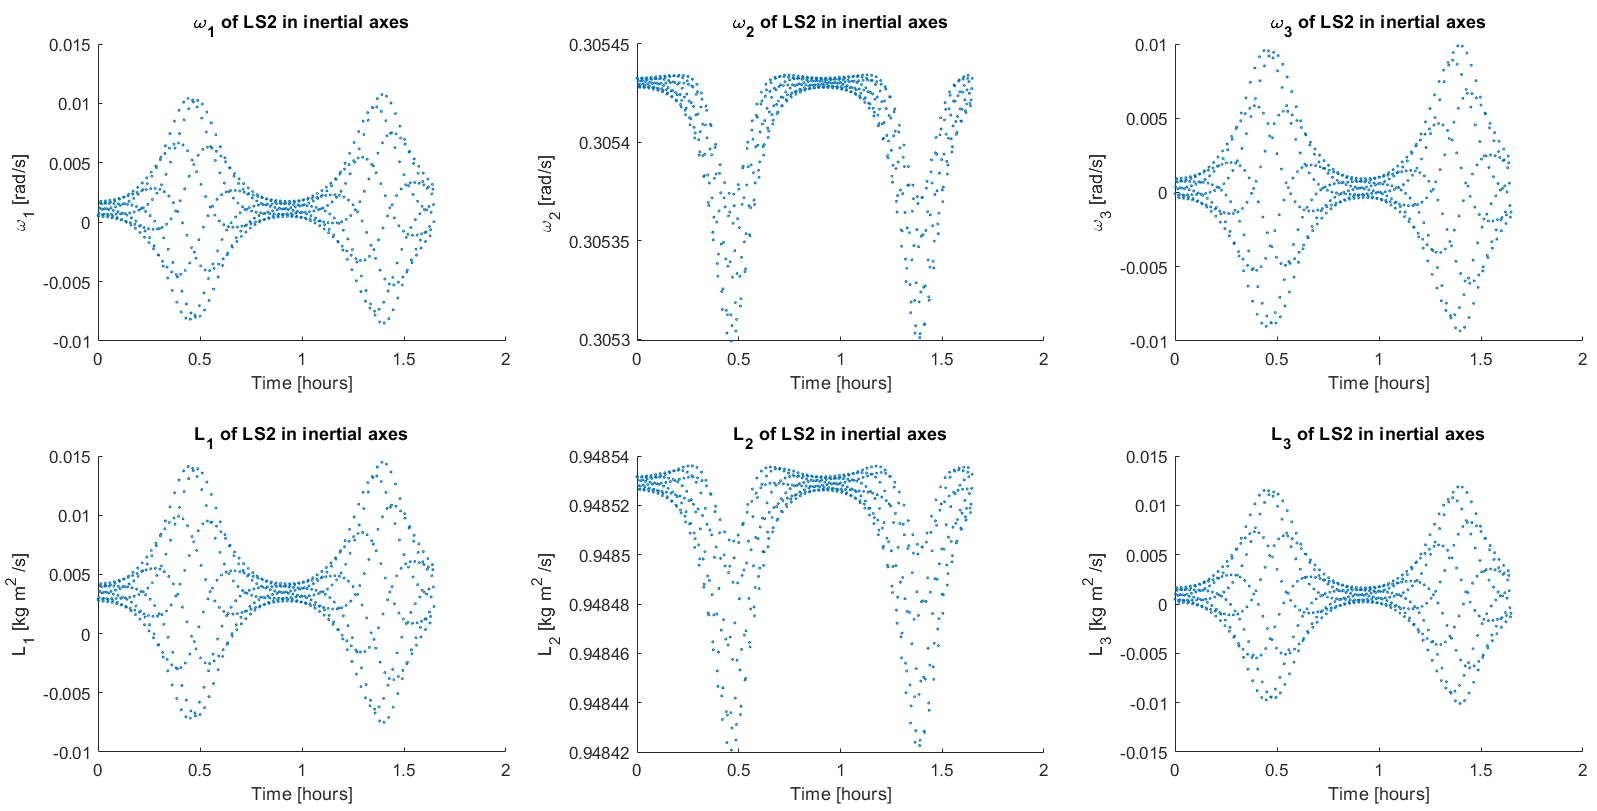 ω₁ of LS2 in inertial axes
0.015
0.01
0.005
0
-0.005
-0.01
ω₁ [rad/s]
0 0.5 1 1.5 2
Time [hours]
ω₂ of LS2 in inertial axes
0.30545
0.3054
0.30535
0.3053
ω₂ [rad/s]
0 0.5 1 1.5 2
Time [hours]
ω₃ of LS2 in inertial axes
0.01
0.005
0
-0.005
-0.01
ω₃ [rad/s]
0 0.5 1 1.5 2
Time [hours]
L₁ of LS2 in inertial axes
0.015
0.01
0.005
0
-0.005
-0.01
L₁ [kg m² /s]
0 0.5 1 1.5 2
Time [hours]
L₂ of LS2 in inertial axes
0.94854
0.94852
0.9485
0.94848
0.94846
0.94844
0.94842
L₂ [kg m² /s]
0 0.5 1 1.5 2
Time [hours]
L₃ of LS2 in inertial axes
0.015
0.01
0.005
0
-0.005
-0.01
-0.015
L₃ [kg m² /s]
0 0.5 1 1.5 2
Time [hours]